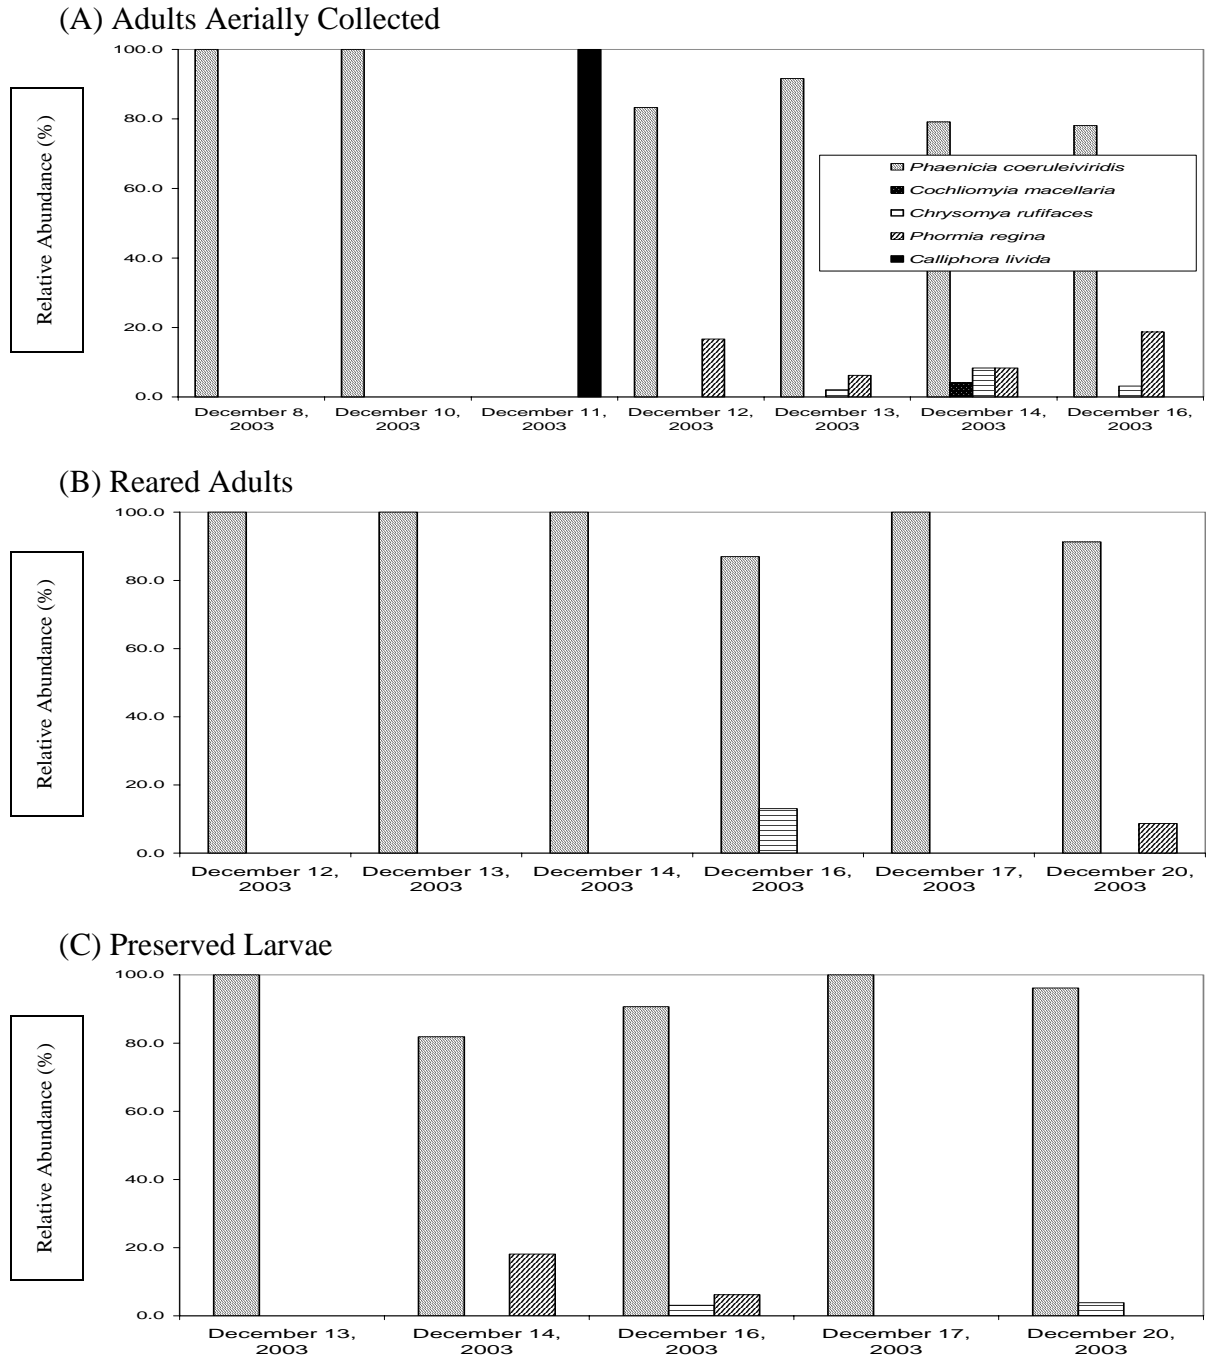 (A) Adults Aerially Collected
Relative Abundance (%)
100.0
80.0
60.0
40.0
20.0
0.0
Phaenicia coeruleiviridis
Cochliomyia macellaria
Chrysomya rufifaces
Phormia regina
Calliphora livida
December 8,
2003
December 10,
2003
December 11,
2003
December 12,
2003
December 13,
2003
December 14,
2003
December 16,
2003
(B) Reared Adults
Relative Abundance (%)
100.0
80.0
60.0
40.0
20.0
0.0
December 12,
2003
December 13,
2003
December 14,
2003
December 16,
2003
December 17,
2003
December 20,
2003
(C) Preserved Larvae
Relative Abundance (%)
100.0
80.0
60.0
40.0
20.0
0.0
December 13,
2003
December 14,
2003
December 16,
2003
December 17,
2003
December 20,
2003